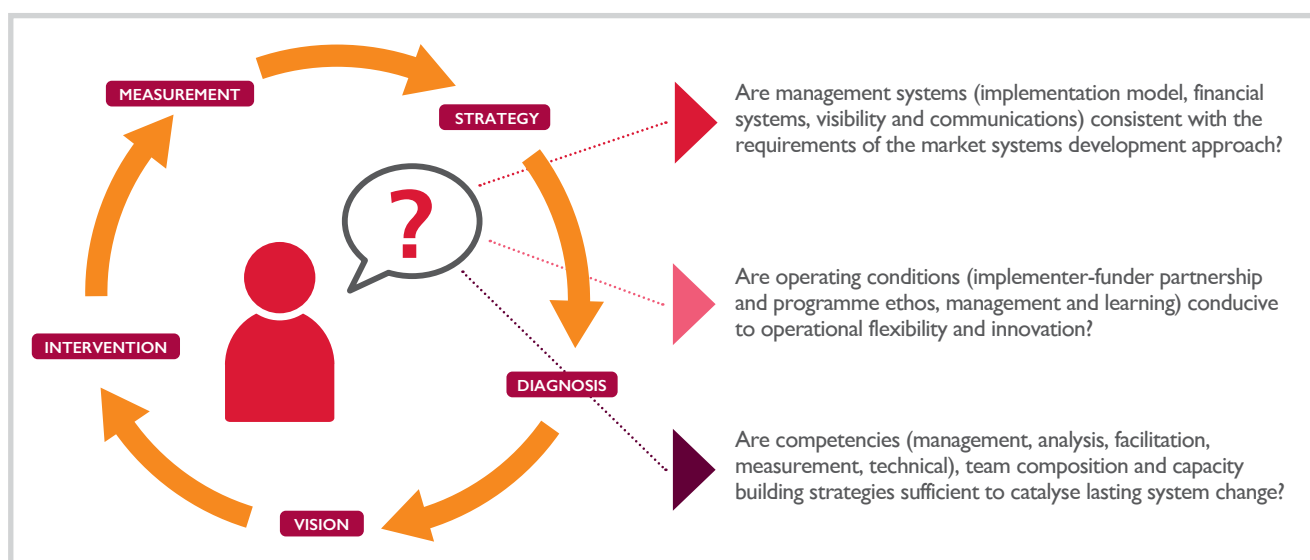 MEASUREMENT
STRATEGY
?
DIAGNOSIS
VISION
INTERVENTION
Are management systems (implementation model, financial
systems, visibility and communications) consistent with the
requirements of the market systems development approach?
Are operating conditions (implementer-funder partnership
and programme ethos, management and learning) conducive
to operational flexibility and innovation?
Are competencies (management, analysis, facilitation,
measurement, technical), team composition and capacity
building strategies sufficient to catalyse lasting system change?